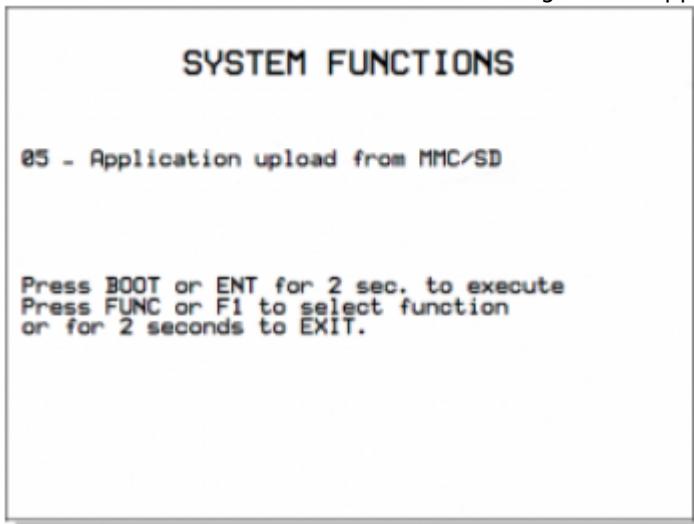 SYSTEM FUNCTIONS
05 - Application upload from MMC/SD
Press BOOT or ENT for 2 sec. to execute
Press FUNC or F1 to select function
or for 2 seconds to EXIT.